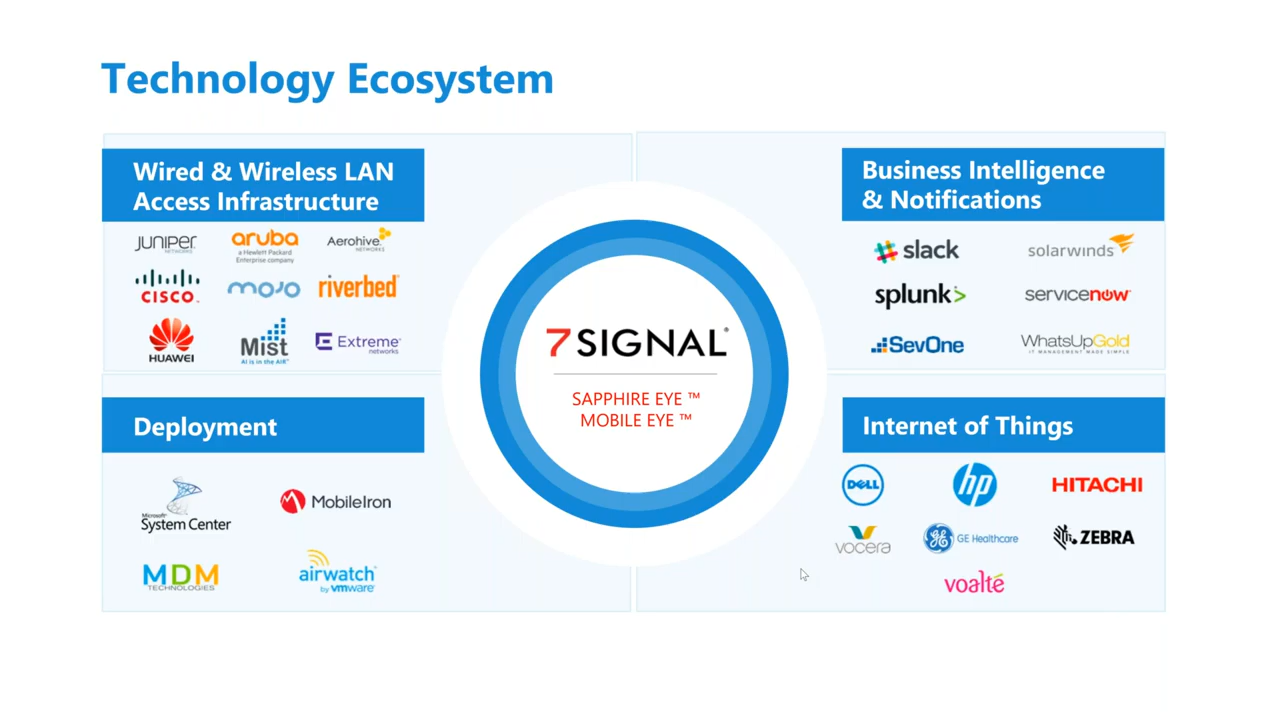 Technology Ecosystem
Wired & Wireless LAN
Access Infrastructure
JUNIPER
NETWORKS
aruba
a Hewlett Packard
Enterprise company
Aerohive
NETWORKS
CISCO
mojo
riverbed
HUAWEI
Mist
AI IS IN THE AIR™
Extreme
networks
Business Intelligence
& Notifications
slack
solarwinds
splunk>
servicenow
SevOne
WhatsUpGold
IT MANAGEMENT MADE SIMPLE
7SIGNAL®
SAPPHIRE EYE ™
MOBILE EYE ™
Deployment
Microsoft
System Center
MobileIron
MDM
TECHNOLOGIES
airwatch
by vmware
Internet of Things
DELL
hp
HITACHI
vocera
GE Healthcare
ZEBRA
voalte